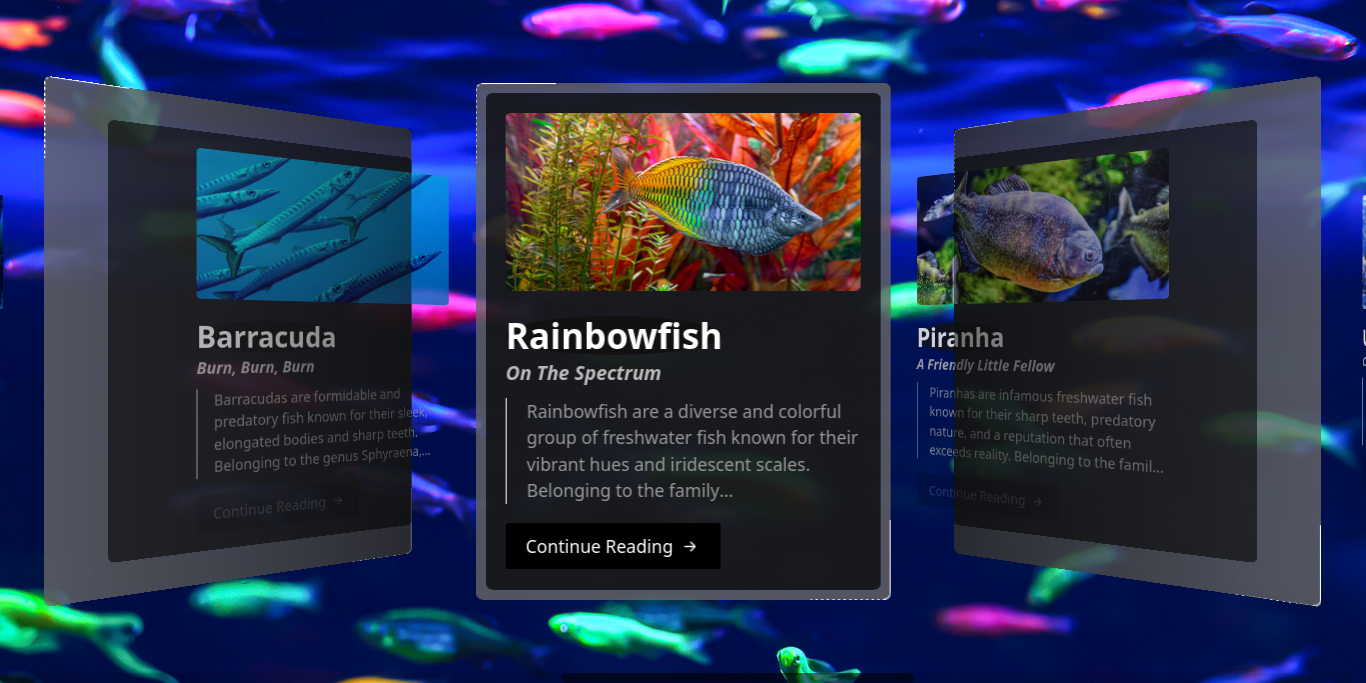 Barracuda
Burn, Burn, Burn
Barracudas are formidable and
predatory fish known for their sleek,
elongated bodies and sharp teeth.
Belonging to the genus Sphyraena,...
Continue Reading →
Rainbowfish
On The Spectrum
Rainbowfish are a diverse and colorful
group of freshwater fish known for their
vibrant hues and iridescent scales.
Belonging to the family...
Continue Reading →
Piranha
A Friendly Little Fellow
Piranhas are infamous freshwater fish
known for their sharp teeth, predatory
nature, and a reputation that often
exceeds reality. Belonging to the famil...
Continue Reading →